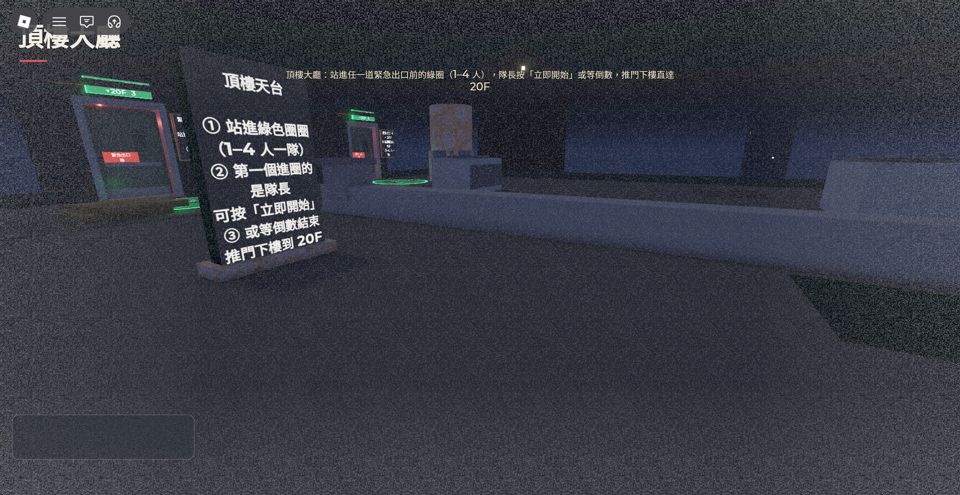 頂樓大廳
頂樓大廳：站進任一道緊急出口前的綠圈（1–4 人），隊長按「立即開始」或等倒數，推門下樓直達
20F
頂樓天台
① 站進綠色圈圈
（1–4 人一隊）
② 第一個進圈的
是隊長
可按「立即開始」
③ 或等倒數結束
推門下樓到 20F
緊急出口